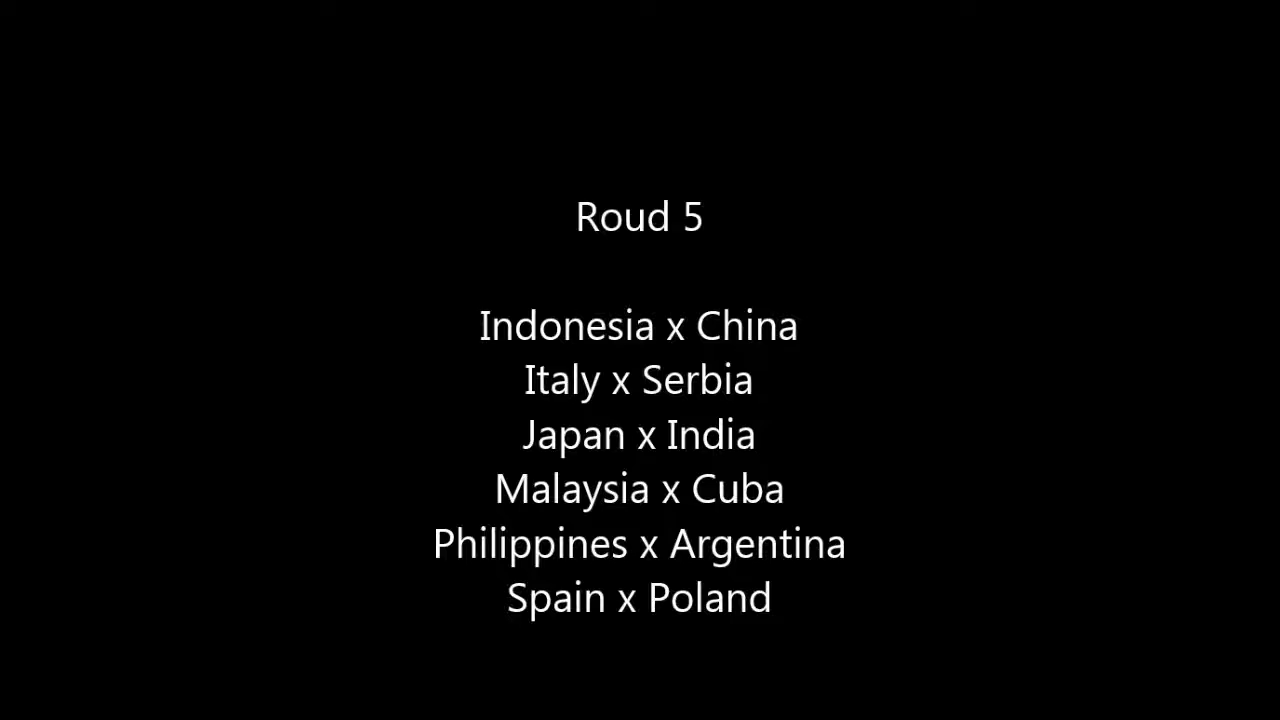 Roud 5
Indonesia x China
Italy x Serbia
Japan x India
Malaysia x Cuba
Philippines x Argentina
Spain x Poland